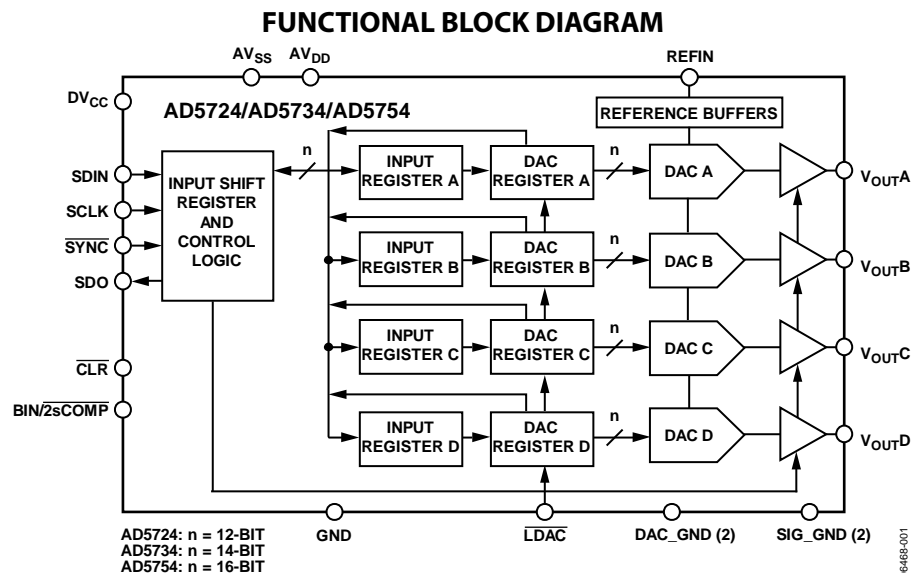 FUNCTIONAL BLOCK DIAGRAM
AVSS
AVDD
REFIN
DVCC
AD5724/AD5734/AD5754
REFERENCE BUFFERS
SDIN
SCLK
SYNC
SDO
INPUT SHIFT
REGISTER
AND
CONTROL
LOGIC
n
INPUT
REGISTER A
DAC
REGISTER A
n
DAC A
VOUTA
INPUT
REGISTER B
DAC
REGISTER B
n
DAC B
VOUTB
INPUT
REGISTER C
DAC
REGISTER C
n
DAC C
VOUTC
INPUT
REGISTER D
DAC
REGISTER D
n
DAC D
VOUTD
CLR
BIN/2sCOMP
AD5724: n = 12-BIT
AD5734: n = 14-BIT
AD5754: n = 16-BIT
GND
LDAC
DAC_GND (2)
SIG_GND (2)
06468-001